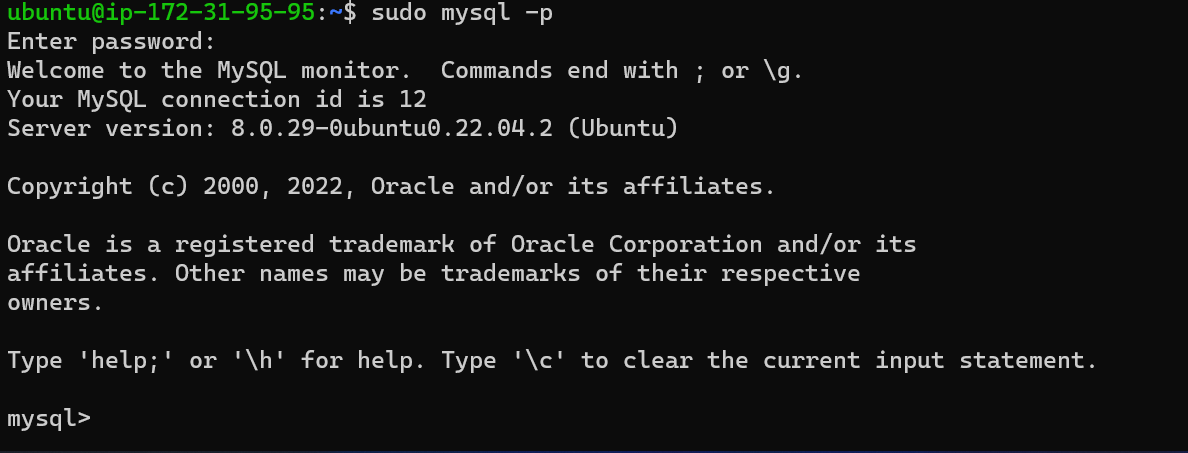 ubuntu@ip-172-31-95-95:~$ sudo mysql -p
Enter password:
Welcome to the MySQL monitor.  Commands end with ; or \g.
Your MySQL connection id is 12
Server version: 8.0.29-0ubuntu0.22.04.2 (Ubuntu)
Copyright (c) 2000, 2022, Oracle and/or its affiliates.
Oracle is a registered trademark of Oracle Corporation and/or its
affiliates. Other names may be trademarks of their respective
owners.
Type 'help;' or '\h' for help. Type '\c' to clear the current input statement.
mysql>